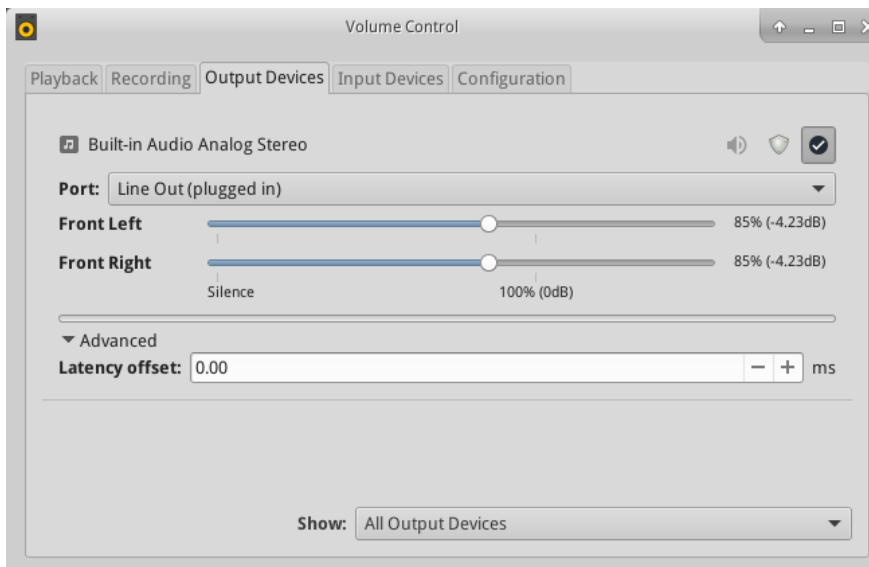 Volume Control
Playback Recording Output Devices Input Devices Configuration
Built-in Audio Analog Stereo
Port: Line Out (plugged in)
Front Left 85% (-4.23dB)
Front Right 85% (-4.23dB)
Silence 100% (0dB)
Advanced
Latency offset: 0.00 ms
Show: All Output Devices